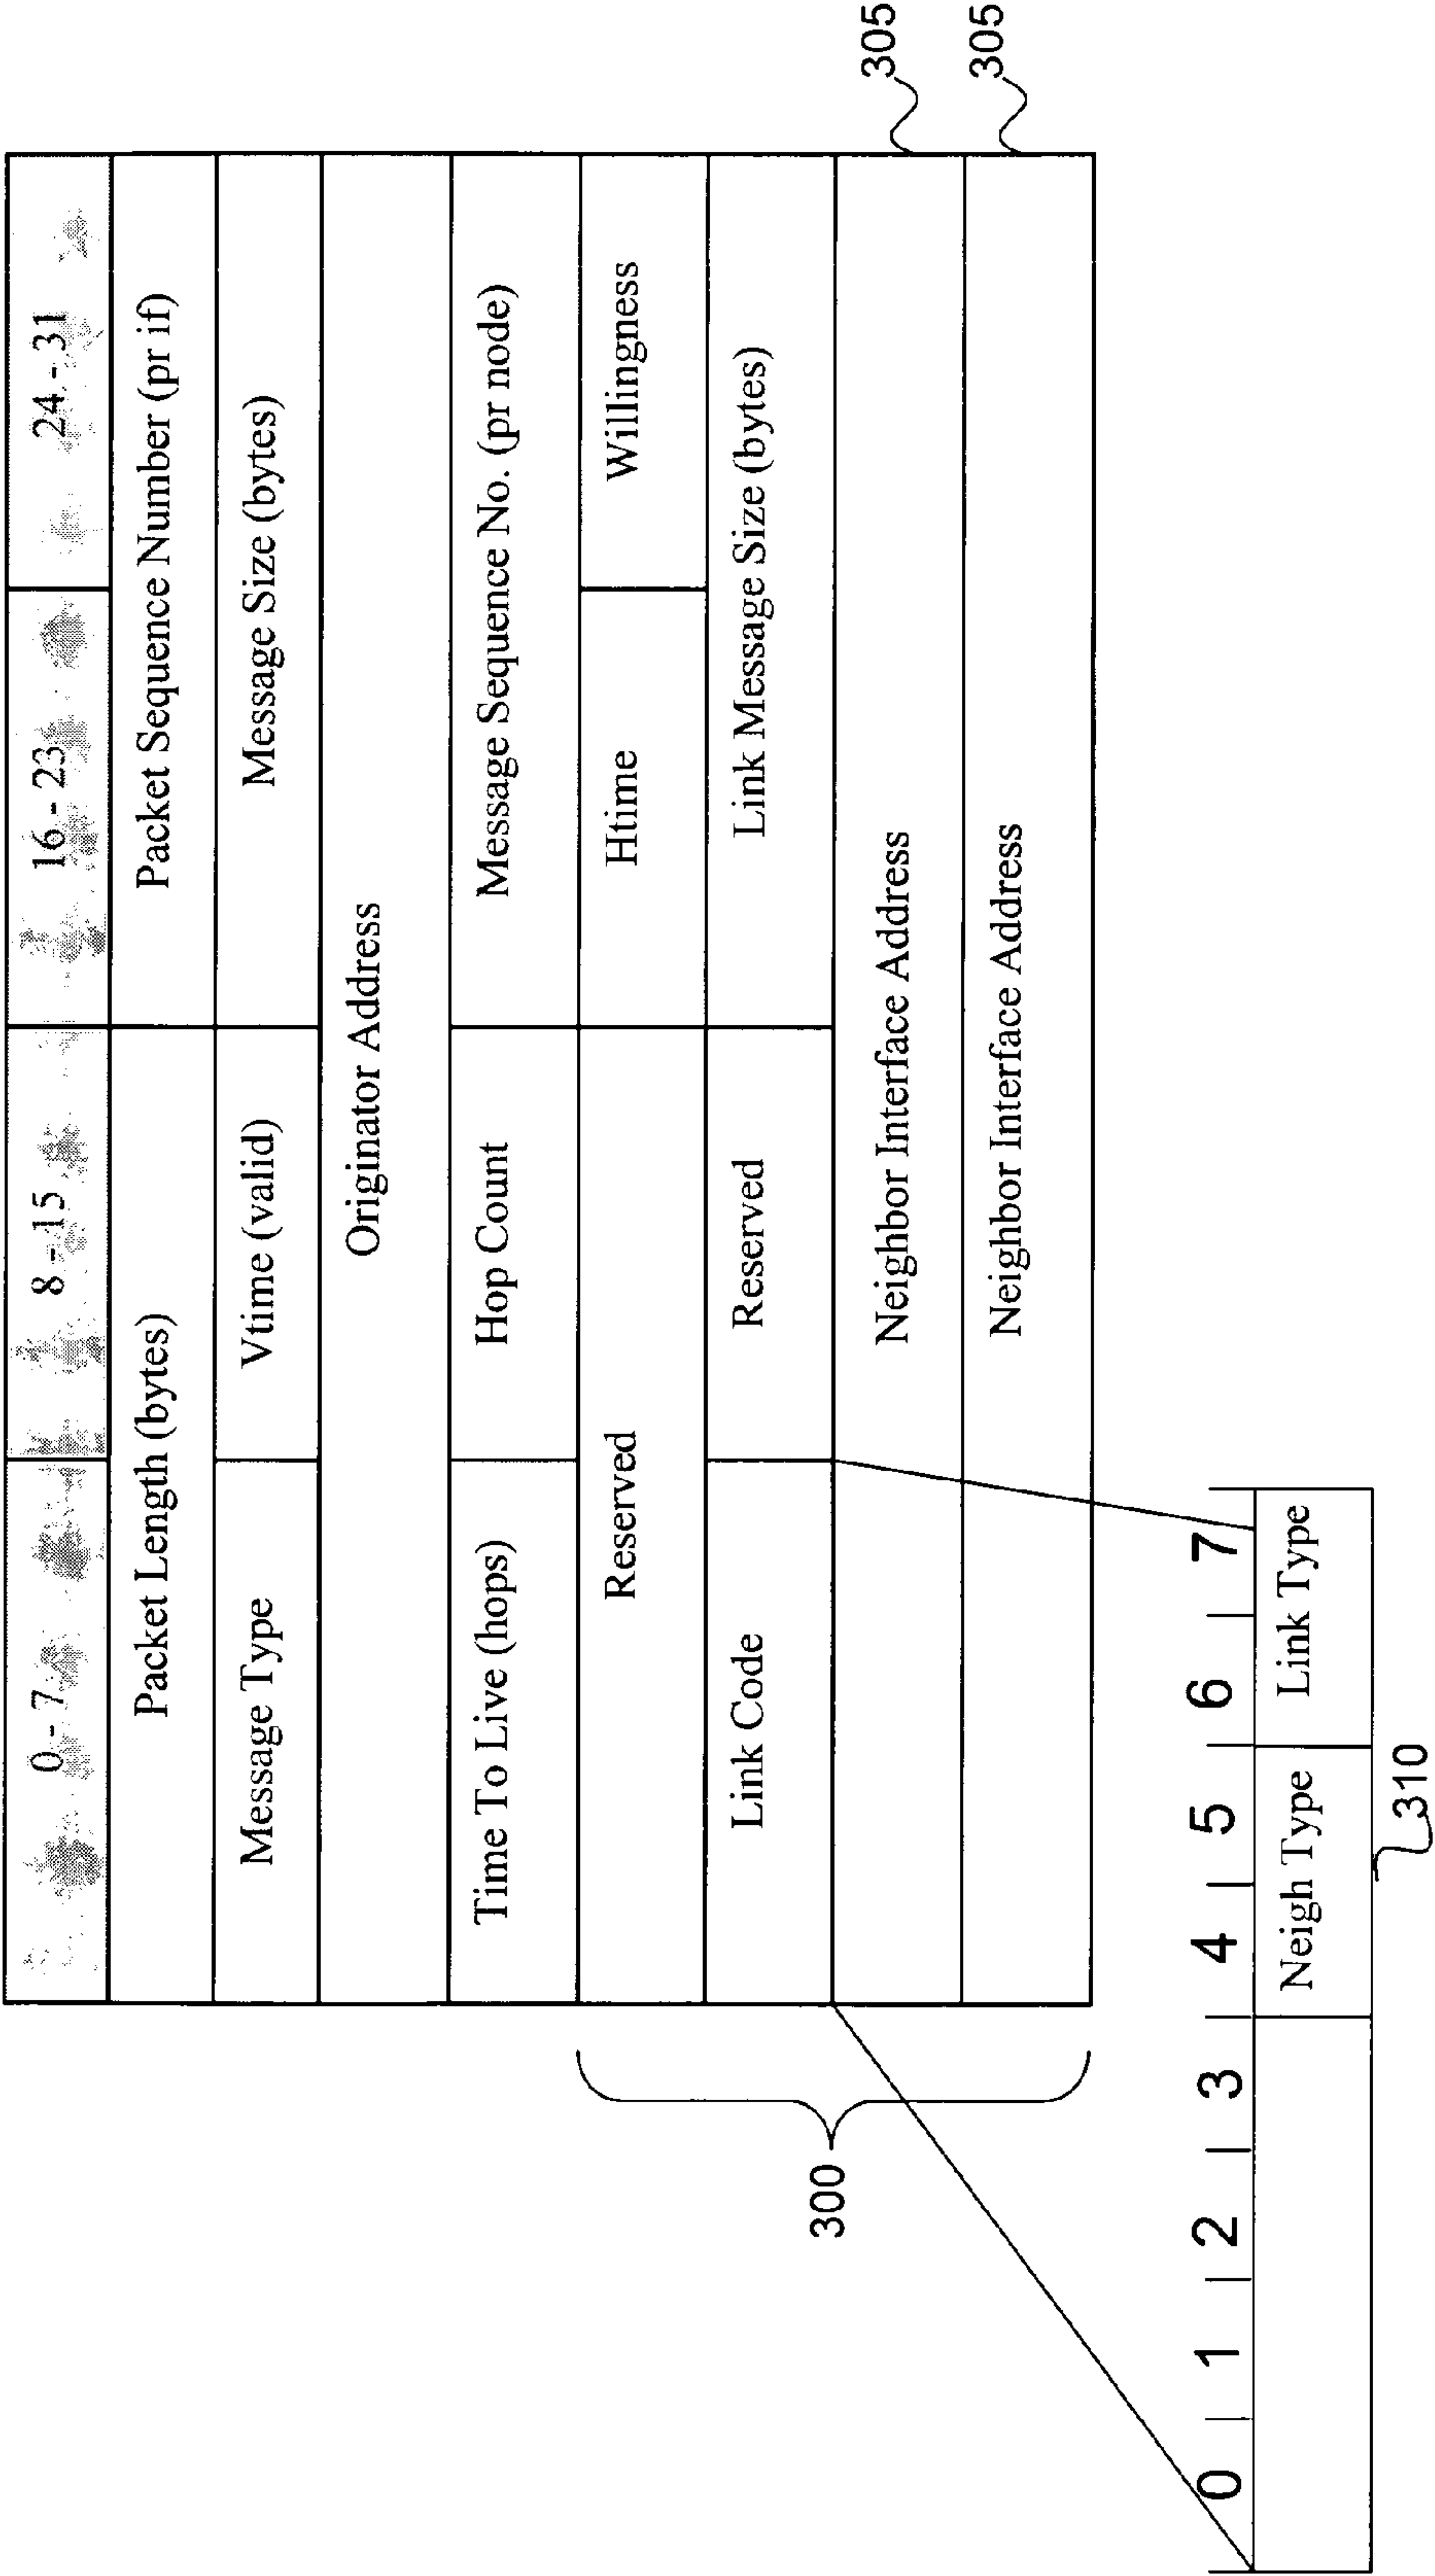 0 - 7 8 - 15 16 - 23 24 - 31
Packet Length (bytes) Packet Sequence Number (pr if)
Message Type Vtime (valid) Message Size (bytes)
Originator Address
Time To Live (hops) Hop Count Message Sequence No. (pr node)
Reserved Htime Willingness
Link Code Reserved Link Message Size (bytes)
Neighbor Interface Address 305
Neighbor Interface Address 305
300
0 1 2 3 4 5 6 7
Neigh Type Link Type
310